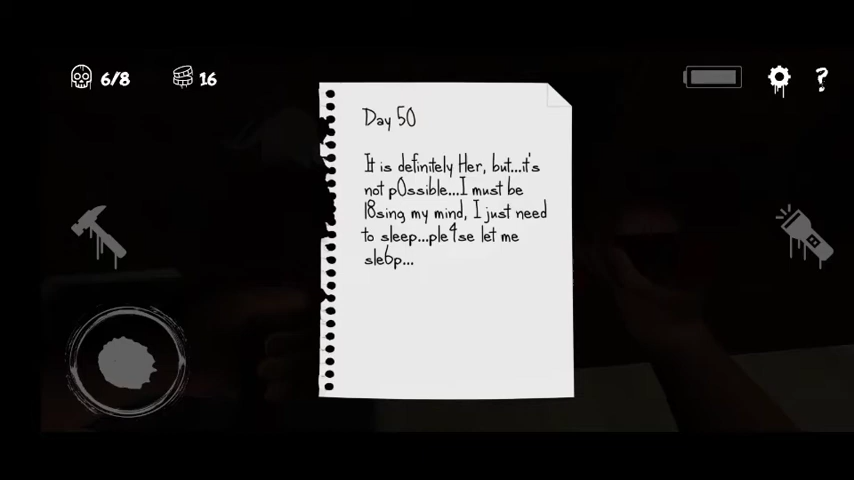 6/8 16
Day 50
It is definitely Her, but...it's
not p0ssible...I must be
l8sing my mind, I just need
to sleep...ple4se let me
sle6p...
?